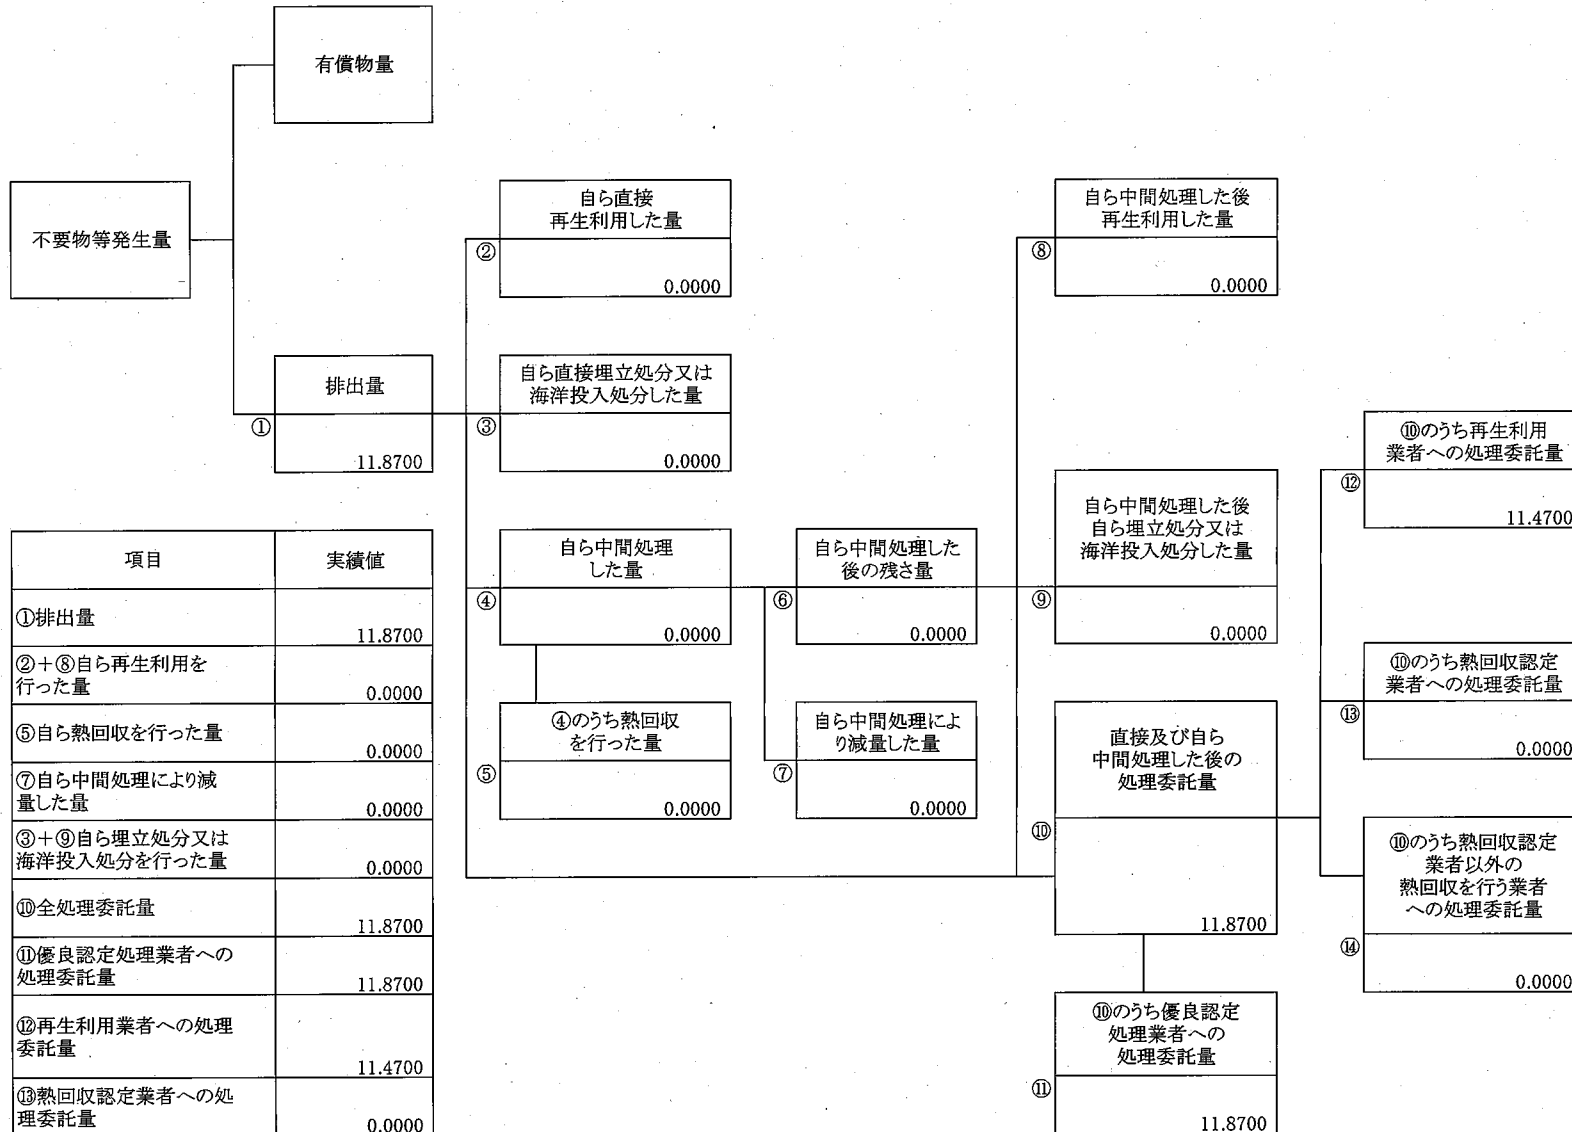 有償物量
不要物等発生量
自ら直接
再生利用した量
②
0.0000
自ら中間処理した後
再生利用した量
⑧
0.0000
排出量
①
11.8700
自ら直接埋立処分又は
海洋投入処分した量
③
0.0000
⑩のうち再生利用
業者への処理委託量
⑫
11.4700
自ら中間処理
した量
④
0.0000
自ら中間処理した
後の残さ量
⑥
0.0000
自ら中間処理した後
自ら埋立処分又は
海洋投入処分した量
⑨
0.0000
⑩のうち熱回収認定
業者への処理委託量
⑬
0.0000
④のうち熱回収
を行った量
⑤
0.0000
自ら中間処理によ
り減量した量
⑦
0.0000
直接及び自ら
中間処理した後の
処理委託量
⑩
11.8700
⑩のうち熱回収認定
業者以外の
熱回収を行う業者
への処理委託量
⑭
0.0000
⑩のうち優良認定
処理業者への
処理委託量
⑪
11.8700
項目 実績値
①排出量
11.8700
②+⑧自ら再生利用を
行った量
0.0000
⑤自ら熱回収を行った量
0.0000
⑦自ら中間処理により減
量した量
0.0000
③+⑨自ら埋立処分又は
海洋投入処分を行った量
0.0000
⑩全処理委託量
11.8700
⑪優良認定処理業者への
処理委託量
11.8700
⑫再生利用業者への処理
委託量
11.4700
⑬熱回収認定業者への処
理委託量
0.0000